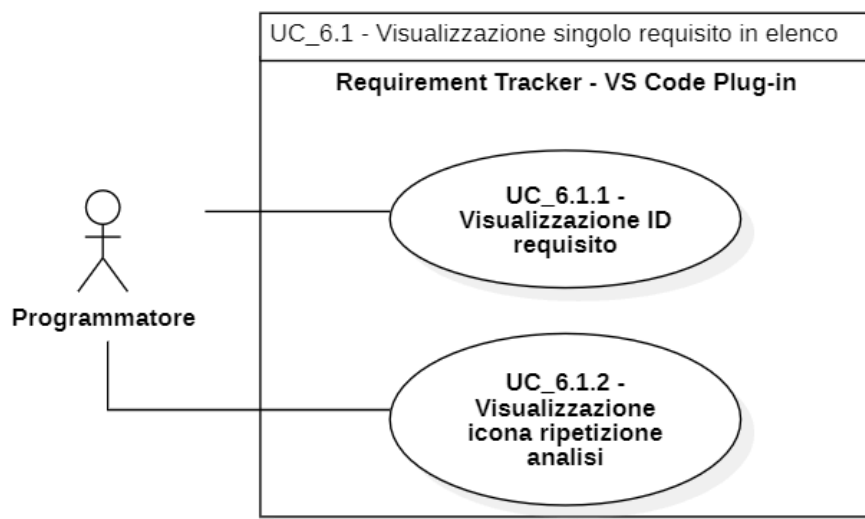 UC_6.1 - Visualizzazione singolo requisito in elenco
Requirement Tracker - VS Code Plug-in
UC_6.1.1 -
Visualizzazione ID
requisito
Programmatore
UC_6.1.2 -
Visualizzazione
icona ripetizione
analisi